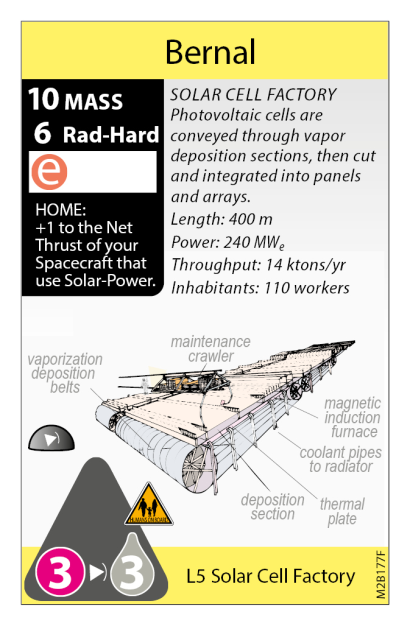 Bernal
10 MASS
6 Rad-Hard
e
HOME:
+1 to the Net
Thrust of your
Spacecraft that
use Solar-Power.
SOLAR CELL FACTORY
Photovoltaic cells are
conveyed through vapor
deposition sections, then cut
and integrated into panels
and arrays.
Length: 400 m
Power: 240 MWe
Throughput: 14 ktons/yr
Inhabitants: 110 workers
maintenance
crawler
vaporization
deposition
belts
magnetic
induction
furnace
coolant pipes
to radiator
deposition
section
thermal
plate
3 3
L5 Solar Cell Factory
M2B177F